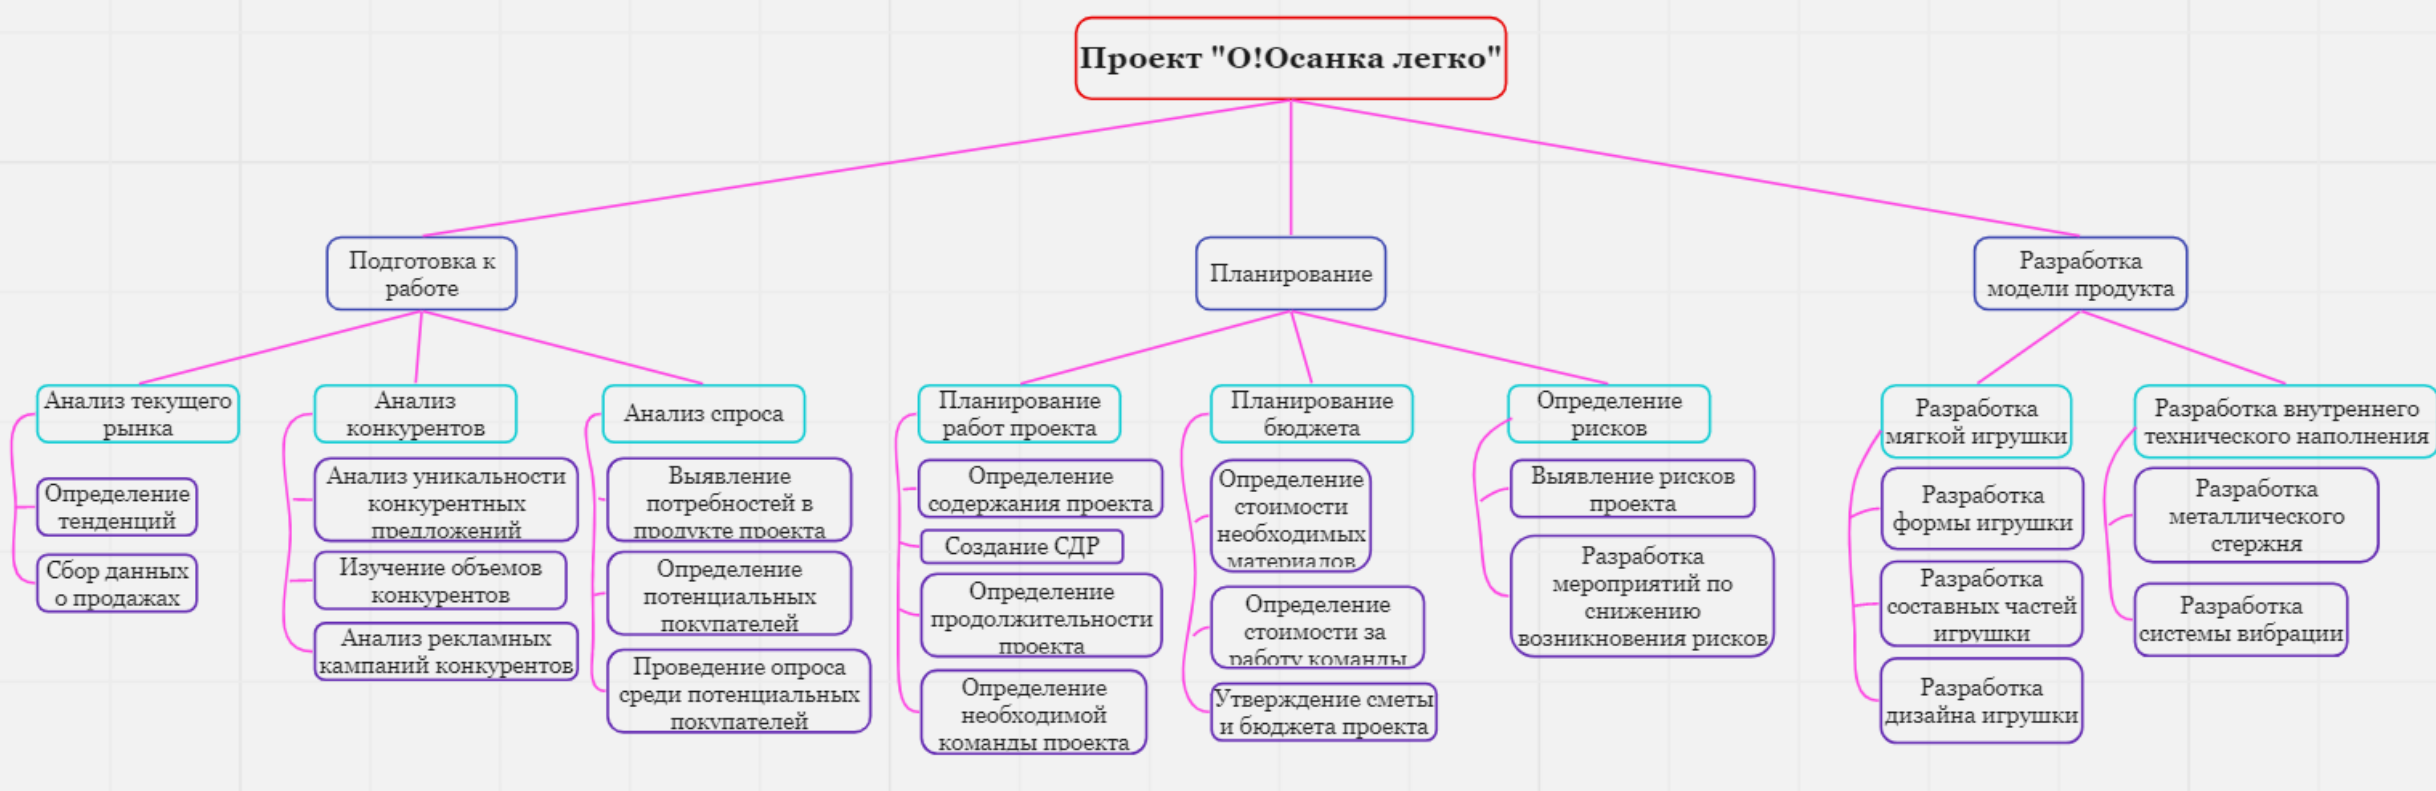 Проект "О!Осанка легко"
Подготовка к
работе
Планирование
Разработка
модели продукта
Анализ текущего
рынка
Определение
тенденций
Сбор данных
о продажах
Анализ
конкурентов
Анализ уникальности
конкурентных
предложений
Изучение объемов
конкурентов
Анализ рекламных
кампаний конкурентов
Анализ спроса
Выявление
потребностей в
продукте проекта
Определение
потенциальных
покупателей
Проведение опроса
среди потенциальных
покупателей
Планирование
работ проекта
Определение
содержания проекта
Создание СДР
Определение
продолжительности
проекта
Определение
необходимой
команды проекта
Планирование
бюджета
Определение
стоимости
необходимых
материалов
Определение
стоимости за
работу команды
Утверждение сметы
и бюджета проекта
Определение
рисков
Выявление рисков
проекта
Разработка
мероприятий по
снижению
возникновения рисков
Разработка
мягкой игрушки
Разработка
формы игрушки
Разработка
составных частей
игрушки
Разработка
дизайна игрушки
Разработка внутреннего
технического наполнения
Разработка
металлического
стержня
Разработка
системы вибрации